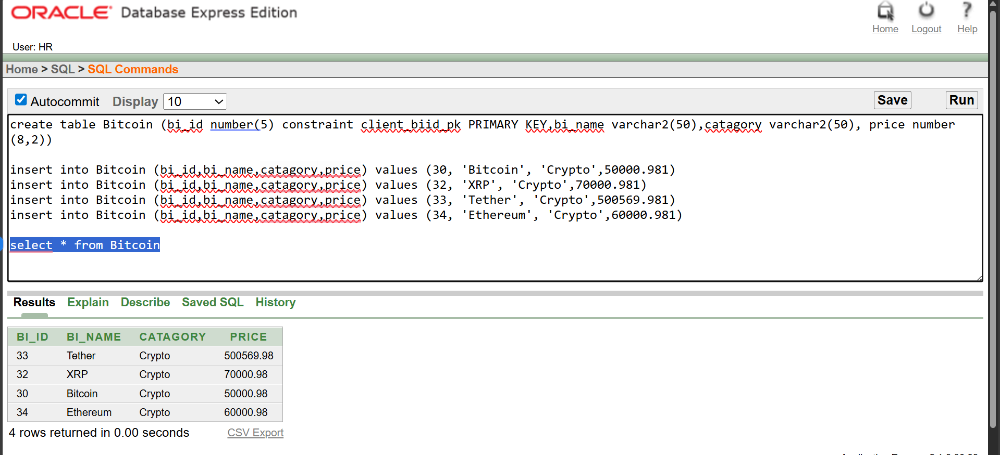 ORACLE Database Express Edition
Home Logout Help
User: HR
Home > SQL > SQL Commands
Autocommit Display 10 Save Run
create table Bitcoin (bi_id number(5) constraint client_biid_pk PRIMARY KEY,bi_name varchar2(50),catagory varchar2(50), price number
(8,2))
insert into Bitcoin (bi_id,bi_name,catagory,price) values (30, 'Bitcoin', 'Crypto',50000.981)
insert into Bitcoin (bi_id,bi_name,catagory,price) values (32, 'XRP', 'Crypto',70000.981)
insert into Bitcoin (bi_id,bi_name,catagory,price) values (33, 'Tether', 'Crypto',500569.981)
insert into Bitcoin (bi_id,bi_name,catagory,price) values (34, 'Ethereum', 'Crypto',60000.981)
select * from Bitcoin
Results Explain Describe Saved SQL History
BI_ID BI_NAME CATAGORY PRICE
33 Tether Crypto 500569.98
32 XRP Crypto 70000.98
30 Bitcoin Crypto 50000.98
34 Ethereum Crypto 60000.98
4 rows returned in 0.00 seconds CSV Export